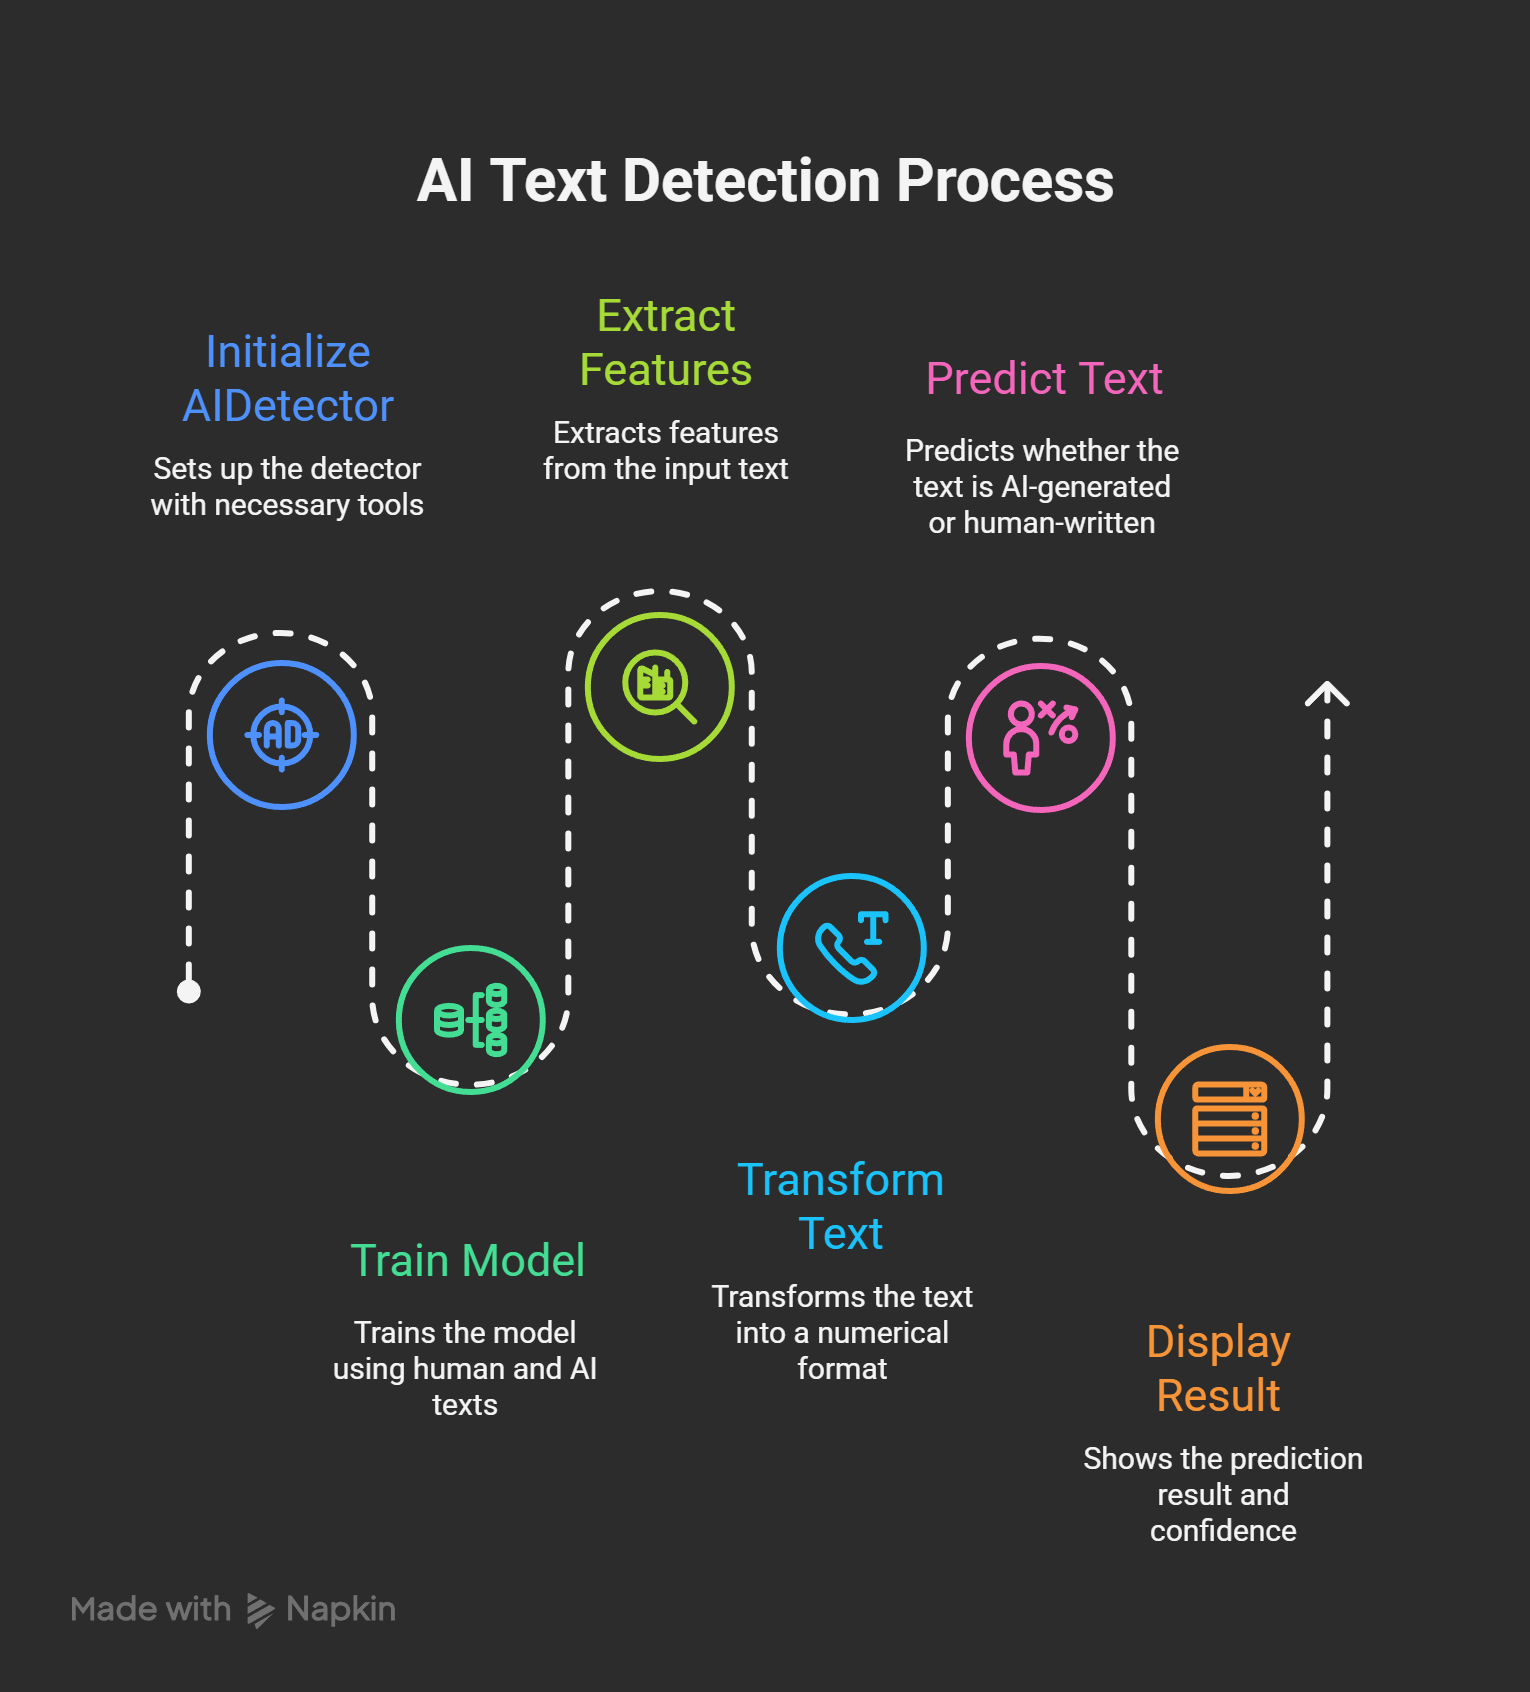 AI Text Detection Process
Initialize
AIDetector
Sets up the detector
with necessary tools
Extract
Features
Extracts features
from the input text
Predict Text
Predicts whether the
text is AI-generated
or human-written
AD
T
Train Model
Trains the model
using human and AI
texts
Transform
Text
Transforms the text
into a numerical
format
Display
Result
Shows the prediction
result and
confidence
Made with Napkin